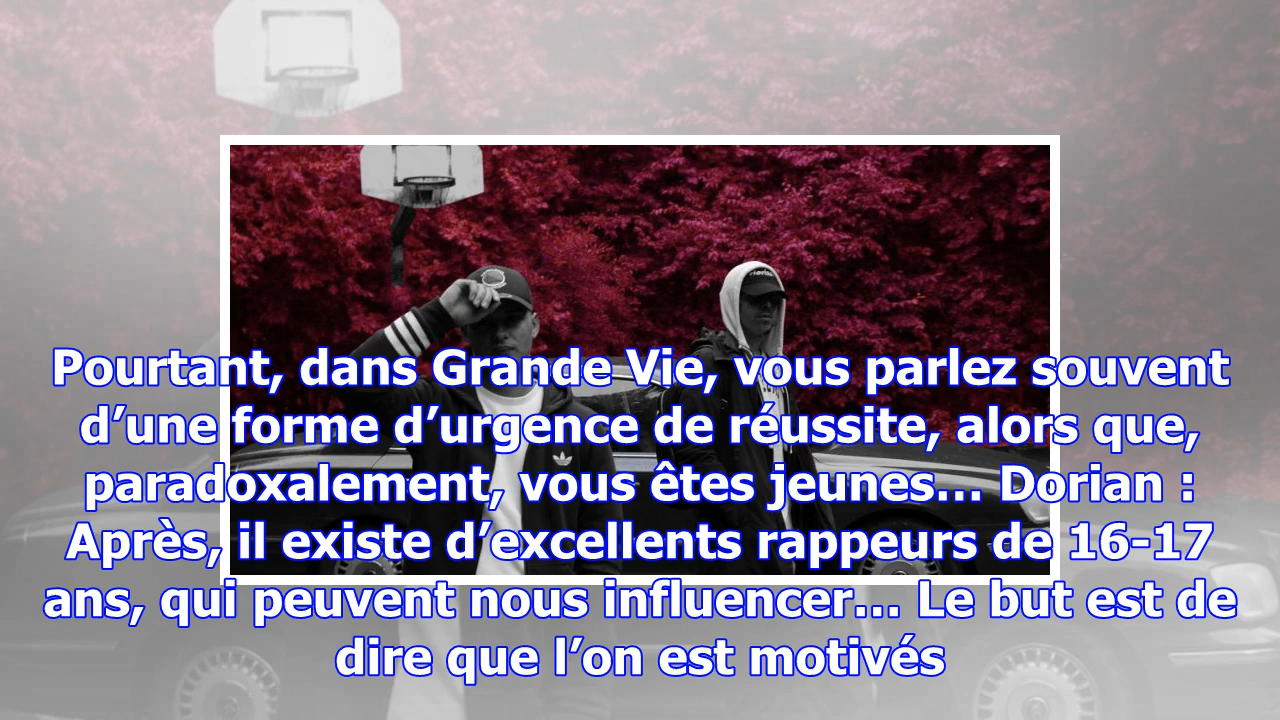 Pourtant, dans Grande Vie, vous parlez souvent
d’une forme d’urgence de réussite, alors que,
paradoxalement, vous êtes jeunes… Dorian :
Après, il existe d’excellents rappeurs de 16-17
ans, qui peuvent nous influencer… Le but est de
dire que l’on est motivés